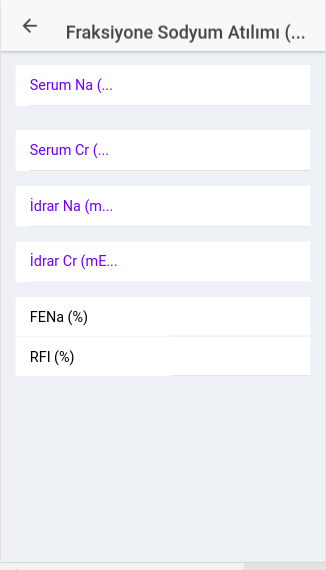 Fraksiyone Sodyum Atılımı (...
Serum Na (...
Serum Cr (...
İdrar Na (m...
İdrar Cr (mE...
FENa (%)
RFI (%)